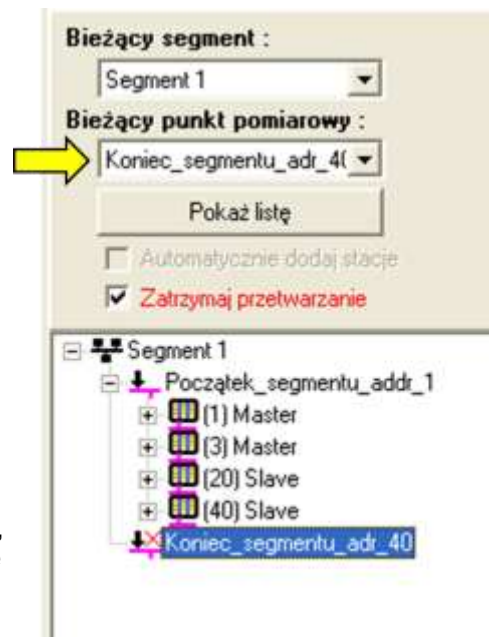 Bieżący segment :
Segment 1
Bieżący punkt pomiarowy :
Koniec_segmentu_adr_4(
Pokaż listę
Automatycznie dodaj stacje
Zatrzymaj przetwarzanie
Segment 1
Początek_segmentu_addr_1
(1) Master
(3) Master
(20) Slave
(40) Slave
Koniec_segmentu_adr_40